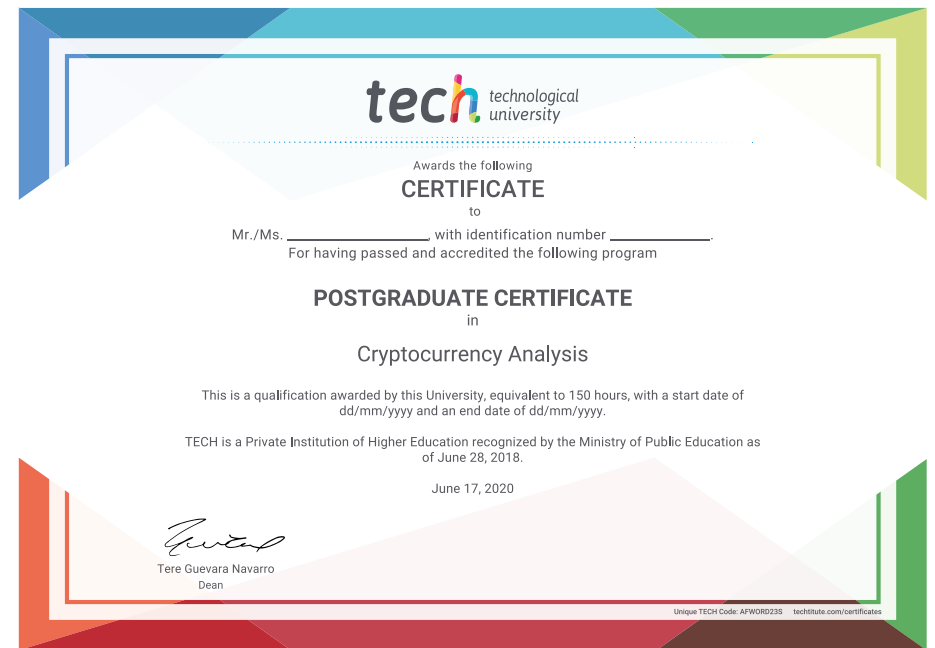 tech technological
university
Awards the following
CERTIFICATE
to
Mr./Ms. ____________________, with identification number ______________.
For having passed and accredited the following program
POSTGRADUATE CERTIFICATE
in
Cryptocurrency Analysis
This is a qualification awarded by this University, equivalent to 150 hours, with a start date of
dd/mm/yyyy and an end date of dd/mm/yyyy.
TECH is a Private Institution of Higher Education recognized by the Ministry of Public Education as
of June 28, 2018.
June 17, 2020
Tere Guevara Navarro
Dean
Unique TECH Code: AFWORD23S techtitute.com/certificates